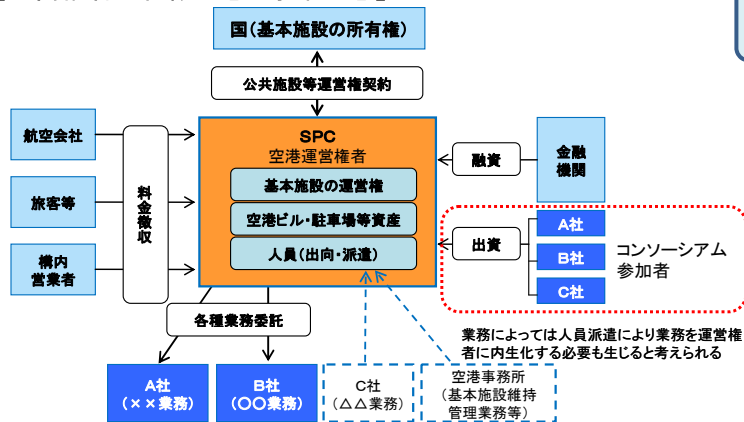 国(基本施設の所有権)
公共施設等運営権契約
航空会社
旅客等
構内
営業者
料金徴収
SPC
空港運営権者
基本施設の運営権
空港ビル・駐車場等資産
人員(出向・派遣)
融資
金融
機関
出資
A社
B社
C社
コンソーシアム
参加者
各種業務委託
業務によっては人員派遣により業務を運営権
者に内生化する必要も生じると考えられる
A社
(××業務)
B社
(〇〇業務)
C社
(△△業務)
空港事務所
(基本施設維持
管理業務等)